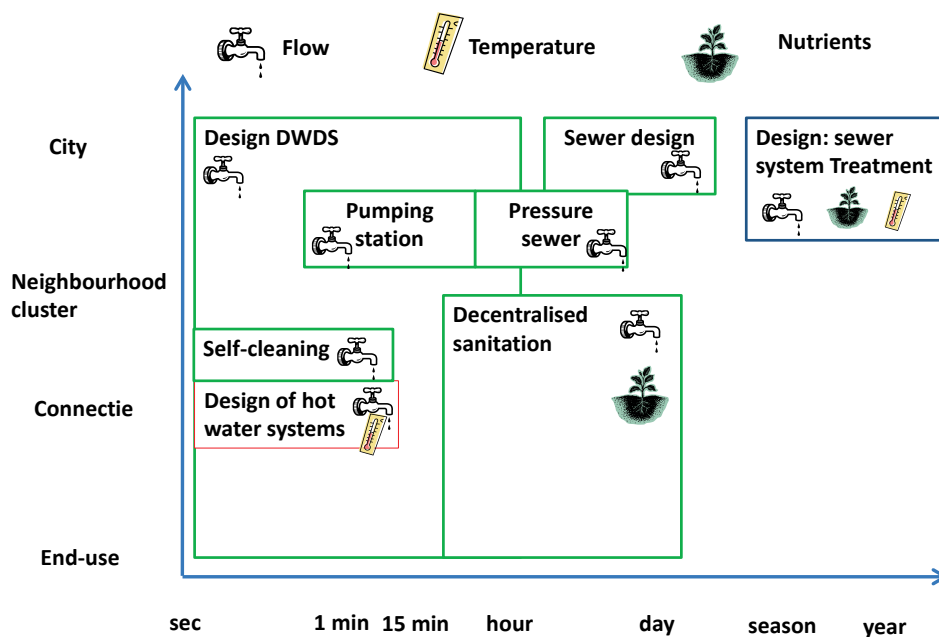 Flow
Temperature
Nutrients
City
Design DWDS
Sewer design
Design: sewer
system Treatment
Pumping
station
Pressure
sewer
Neighbourhood
cluster
Decentralised
sanitation
Self-cleaning
Connectie
Design of hot
water systems
End-use
sec
1 min
15 min
hour
day
season
year